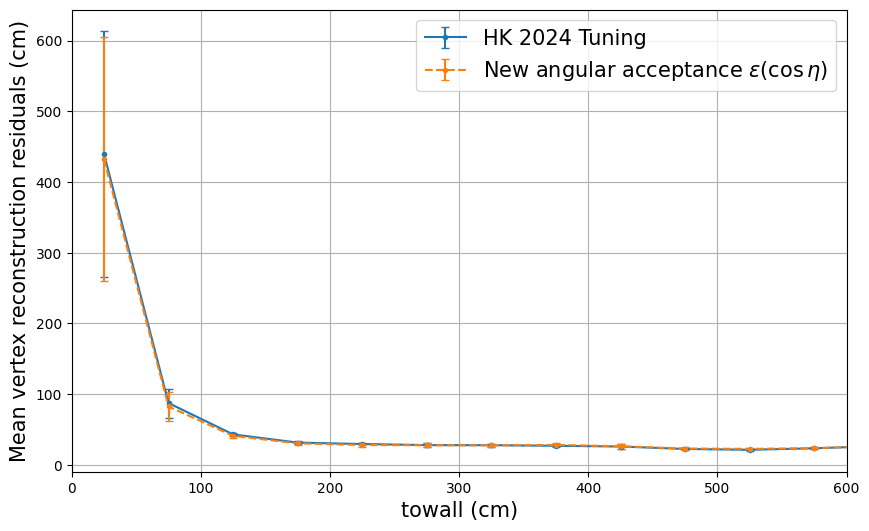 HK 2024 Tuning
New angular acceptance ε(cos η)
Mean vertex reconstruction residuals (cm)
600
500
400
300
200
100
0
0 100 200 300 400 500 600
towall (cm)